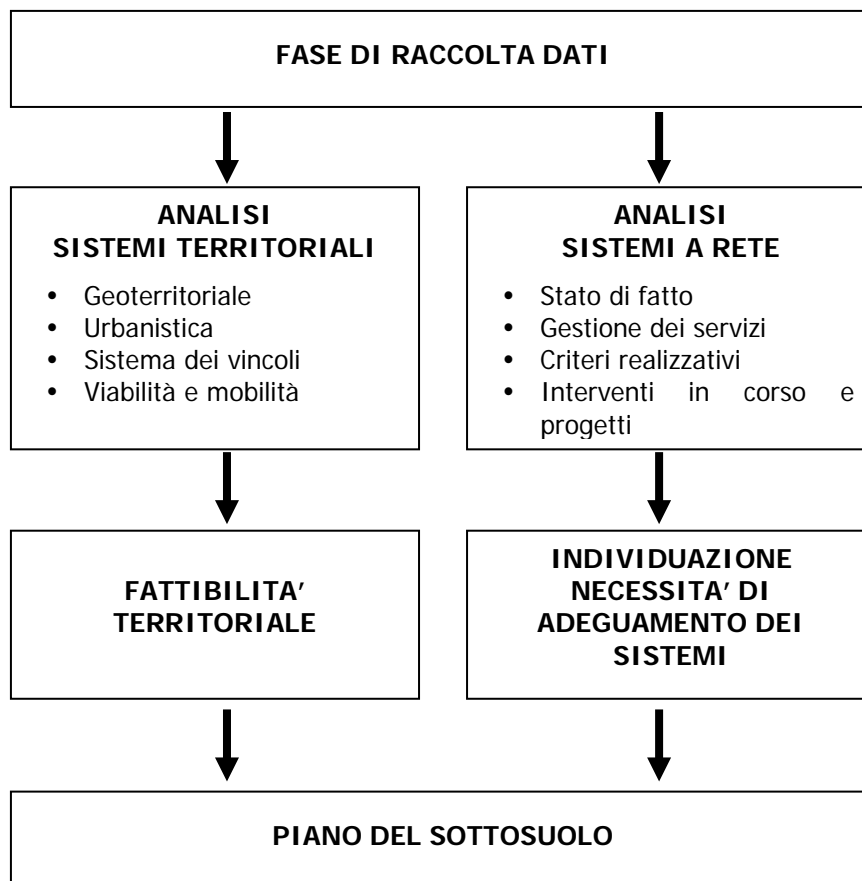 FASE DI RACCOLTA DATI
ANALISI
SISTEMI TERRITORIALI
• Geoterritoriale
• Urbanistica
• Sistema dei vincoli
• Viabilità e mobilità
ANALISI
SISTEMI A RETE
• Stato di fatto
• Gestione dei servizi
• Criteri realizzativi
• Interventi in corso e
progetti
FATTIBILITA'
TERRITORIALE
INDIVIDUAZIONE
NECESSITA' DI
ADEGUAMENTO DEI
SISTEMI
PIANO DEL SOTTOSUOLO